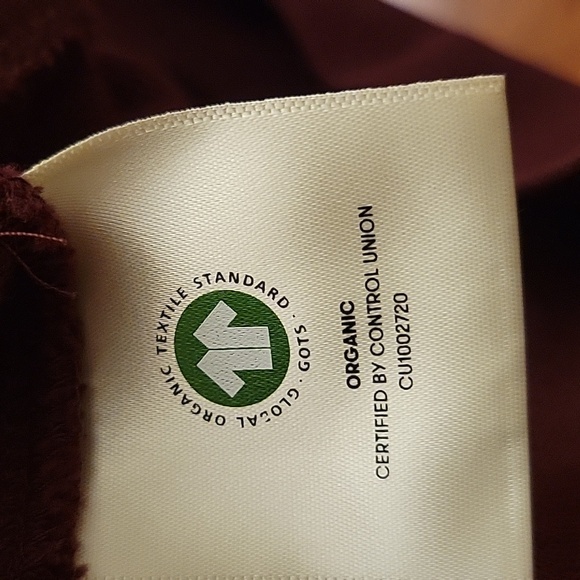 GLOBAL ORGANIC TEXTILE STANDARD · GOTS ·
ORGANIC
CERTIFIED BY CONTROL UNION
CU1002720